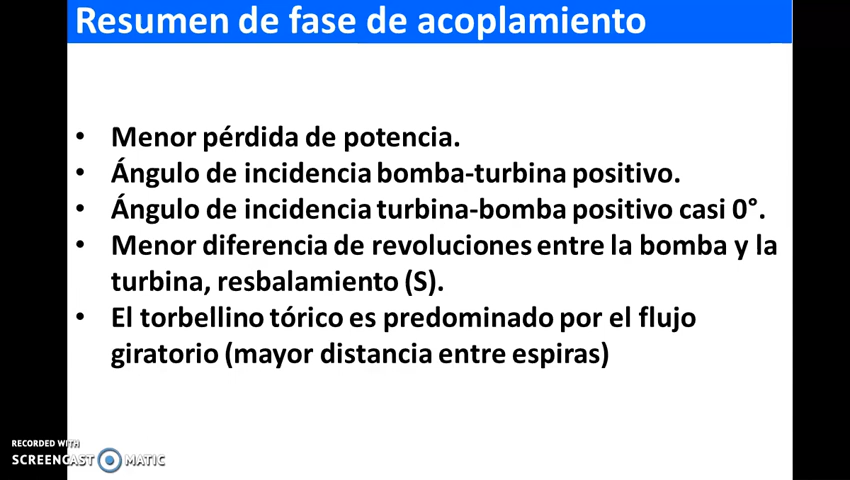 Resumen de fase de acoplamiento
• Menor pérdida de potencia.
• Ángulo de incidencia bomba-turbina positivo.
• Ángulo de incidencia turbina-bomba positivo casi 0°.
• Menor diferencia de revoluciones entre la bomba y la
turbina, resbalamiento (S).
• El torbellino tórico es predominado por el flujo
giratorio (mayor distancia entre espiras)
RECORDED WITH
SCREENCAST MATIC